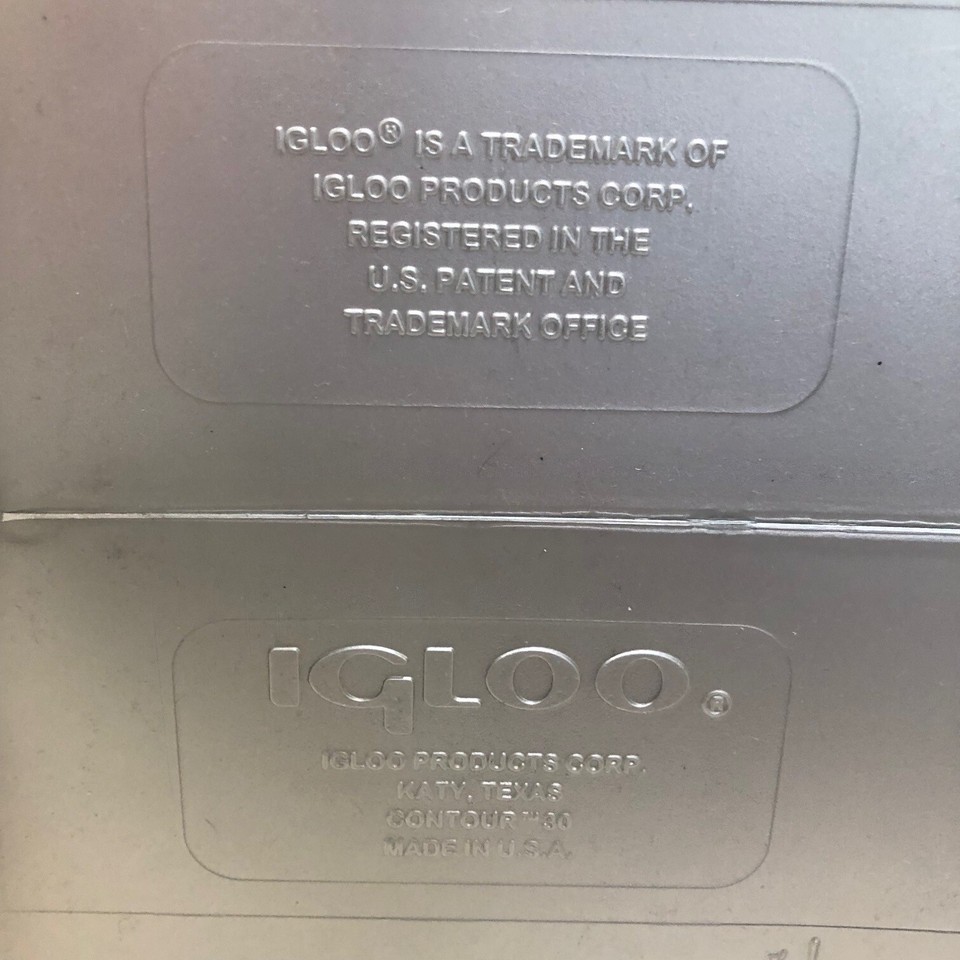 IGLOO® IS A TRADEMARK OF
IGLOO PRODUCTS CORP.
REGISTERED IN THE
U.S. PATENT AND
TRADEMARK OFFICE
IGLOO®
IGLOO PRODUCTS CORP.
KATY, TEXAS
CONTOUR™30
MADE IN U.S.A.